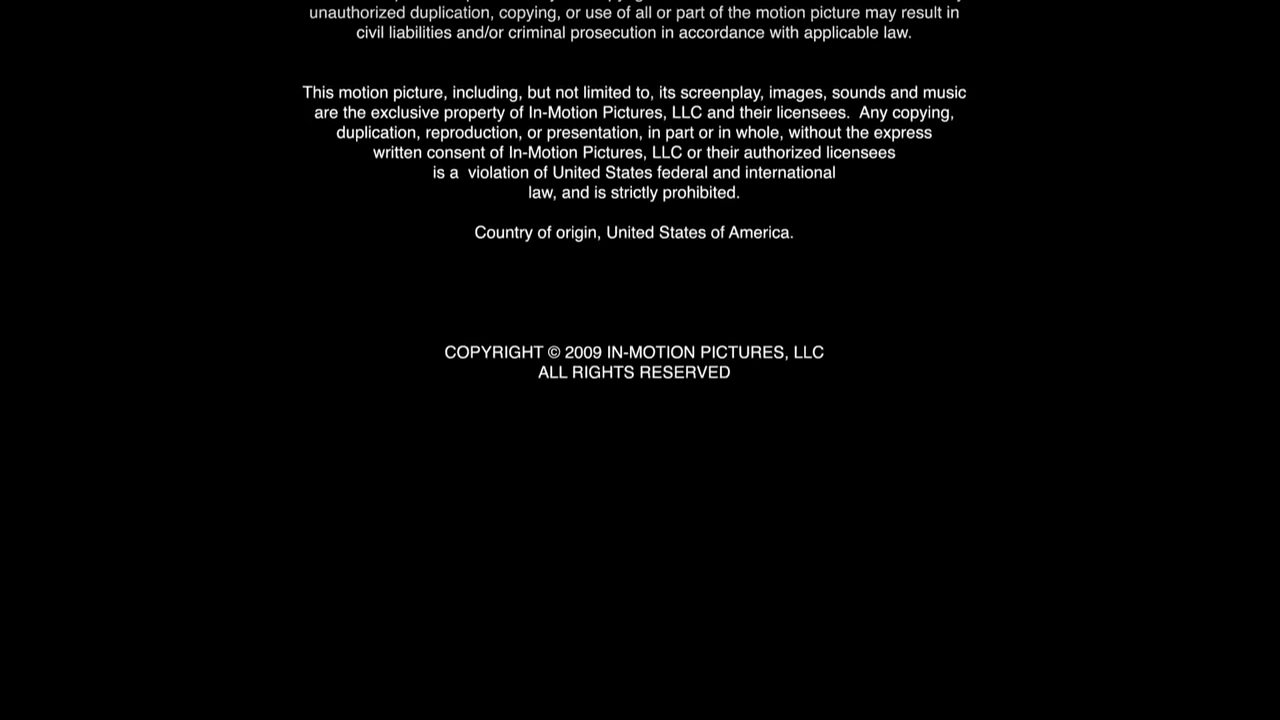 unauthorized duplication, copying, or use of all or part of the motion picture may result in
civil liabilities and/or criminal prosecution in accordance with applicable law.
This motion picture, including, but not limited to, its screenplay, images, sounds and music
are the exclusive property of In-Motion Pictures, LLC and their licensees.  Any copying,
duplication, reproduction, or presentation, in part or in whole, without the express
written consent of In-Motion Pictures, LLC or their authorized licensees
is a  violation of United States federal and international
law, and is strictly prohibited.
Country of origin, United States of America.
COPYRIGHT © 2009 IN-MOTION PICTURES, LLC
ALL RIGHTS RESERVED